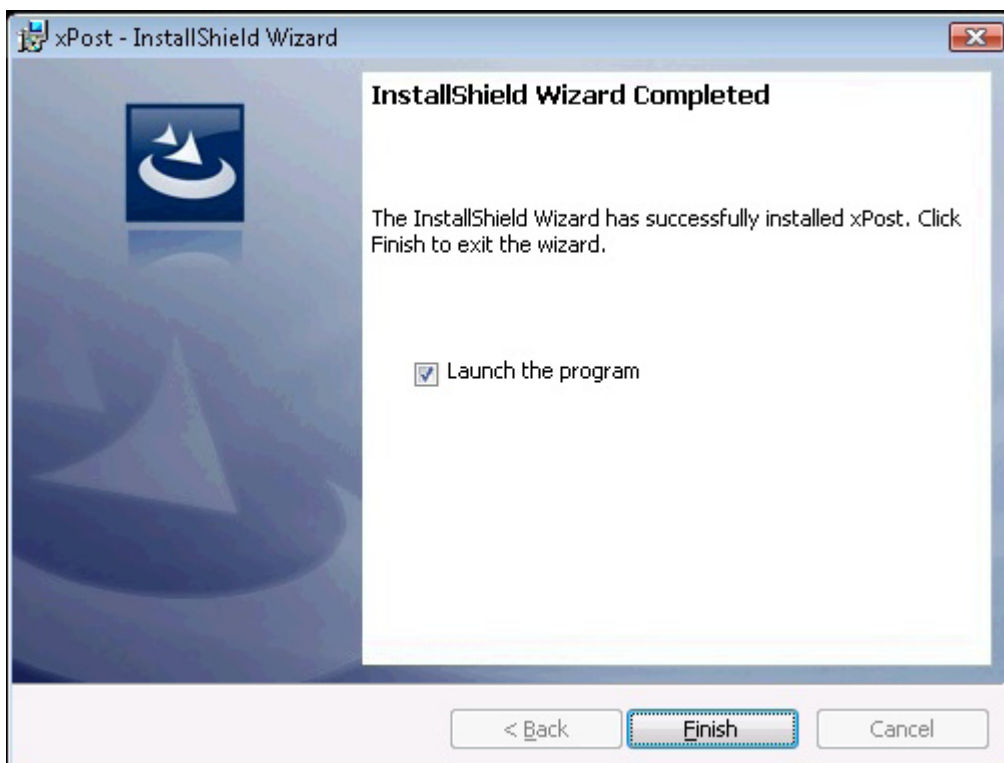 xPost - InstallShield Wizard
InstallShield Wizard Completed
The InstallShield Wizard has successfully installed xPost. Click
Finish to exit the wizard.
Launch the program
< Back
Finish
Cancel